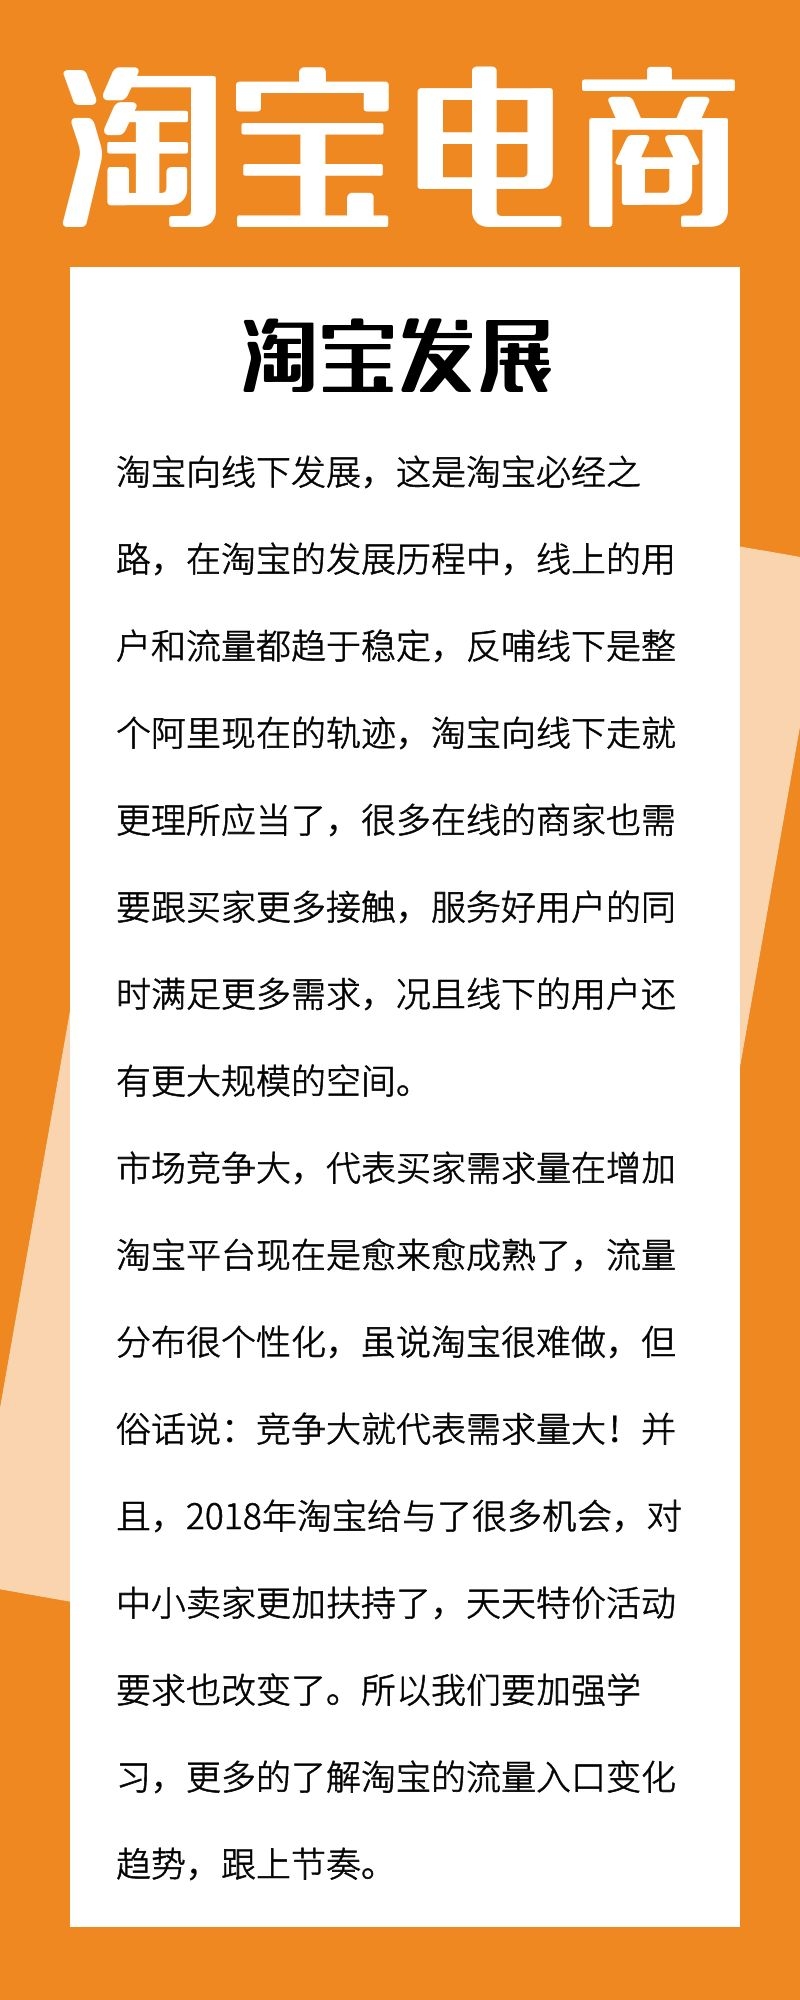 淘宝电商
淘宝发展
淘宝向线下发展，这是淘宝必经之
路，在淘宝的发展历程中，线上的用
户和流量都趋于稳定，反哺线下是整
个阿里现在的轨迹，淘宝向线下走就
更理所应当了，很多在线的商家也需
要跟买家更多接触，服务好用户的同
时满足更多需求，况且线下的用户还
有更大规模的空间。
市场竞争大，代表买家需求量在增加
淘宝平台现在是愈来愈成熟了，流量
分布很个性化，虽说淘宝很难做，但
俗话说：竞争大就代表需求量大！并
且，2018年淘宝给与了很多机会，对
中小卖家更加扶持了，天天特价活动
要求也改变了。所以我们要加强学
习，更多的了解淘宝的流量入口变化
趋势，跟上节奏。